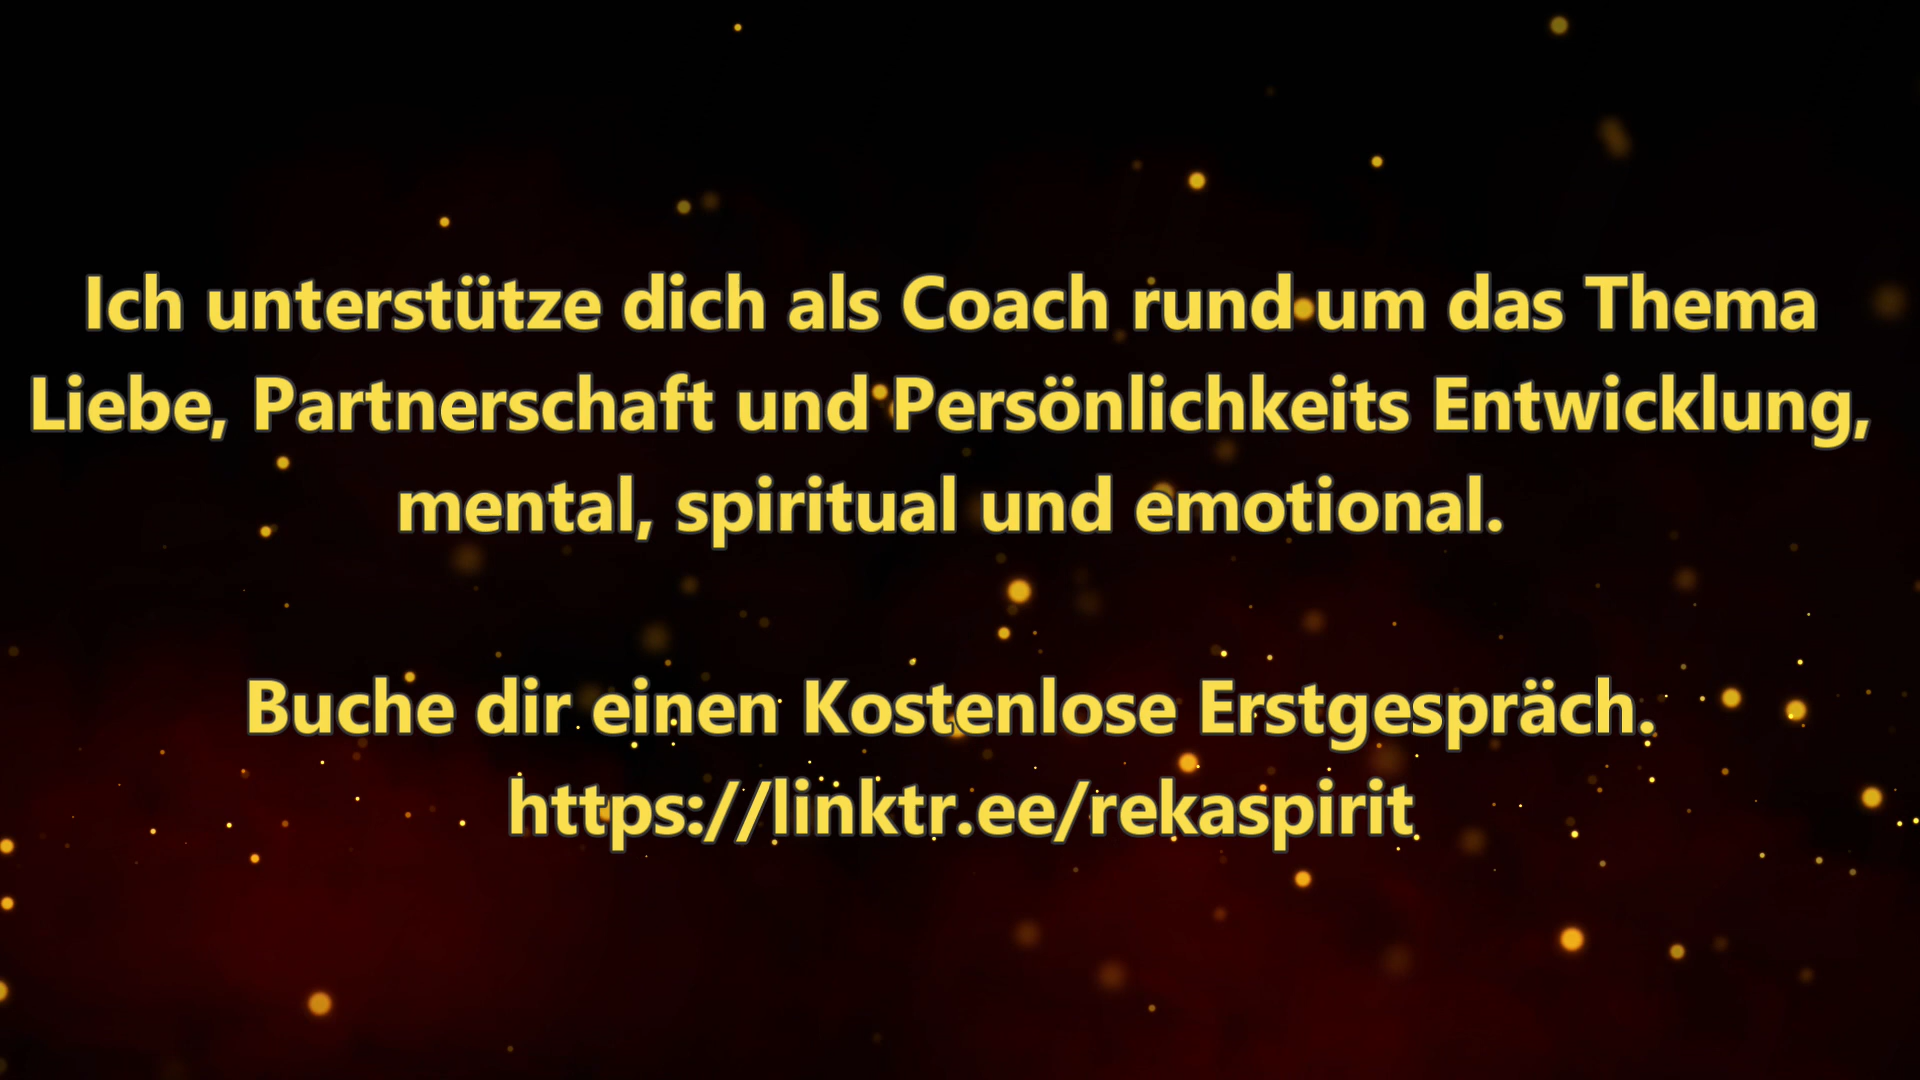 Ich unterstütze dich als Coach rund um das Thema
Liebe, Partnerschaft und Persönlichkeits Entwicklung,
mental, spiritual und emotional.
Buche dir einen Kostenlose Erstgespräch.
https://linktr.ee/rekaspirit